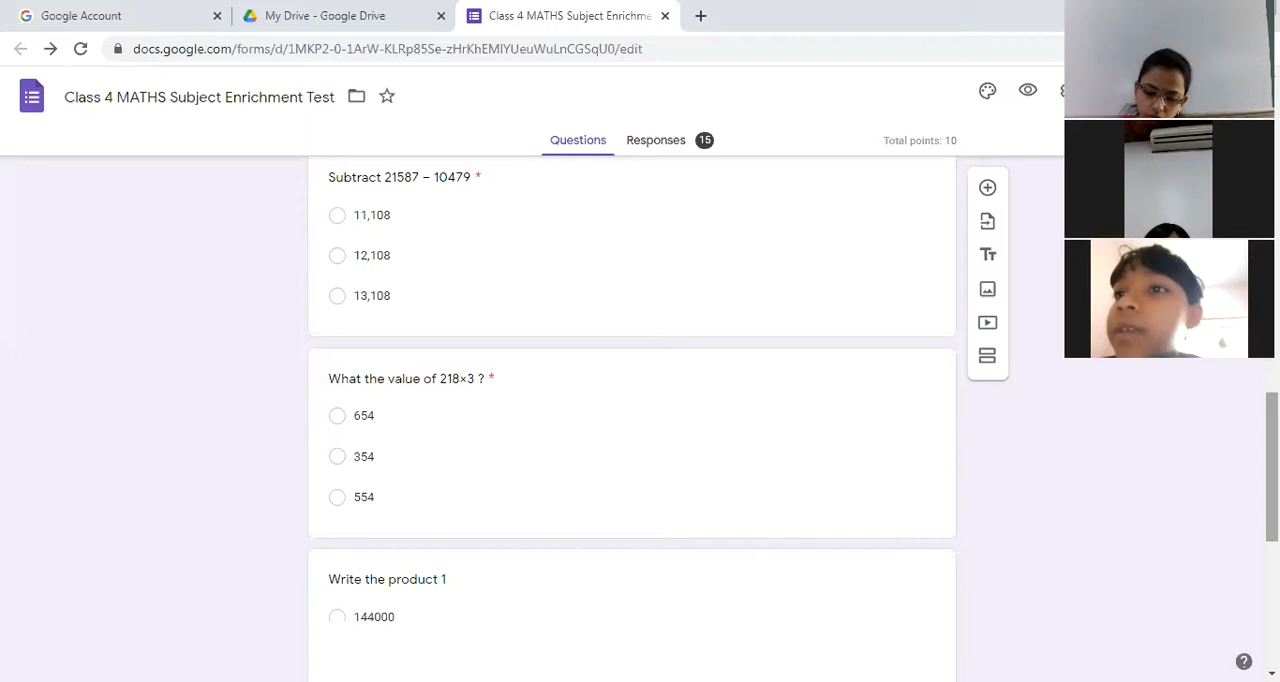 Google Account
My Drive - Google Drive
Class 4 MATHS Subject Enrichme
docs.google.com/forms/d/1MKP2-0-1ArW-KLRp85Se-zHrKhEMIYUeuWuLnCGSqU0/edit
Class 4 MATHS Subject Enrichment Test
Questions
Responses 15
Total points: 10
Subtract 21587 – 10479 *
11,108
12,108
13,108
What the value of 218×3 ? *
654
354
554
Write the product 1
144000